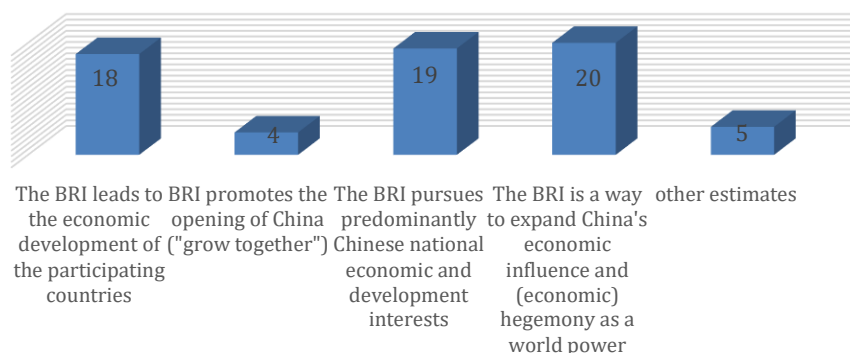 18
4
19
20
5
The BRI leads to
the economic
development of
the participating
countries
BRI promotes the
opening of China
("grow together")
The BRI pursues
predominantly
Chinese national
economic and
development
interests
The BRI is a way
to expand China's
economic
influence and
(economic)
hegemony as a
world power
other estimates